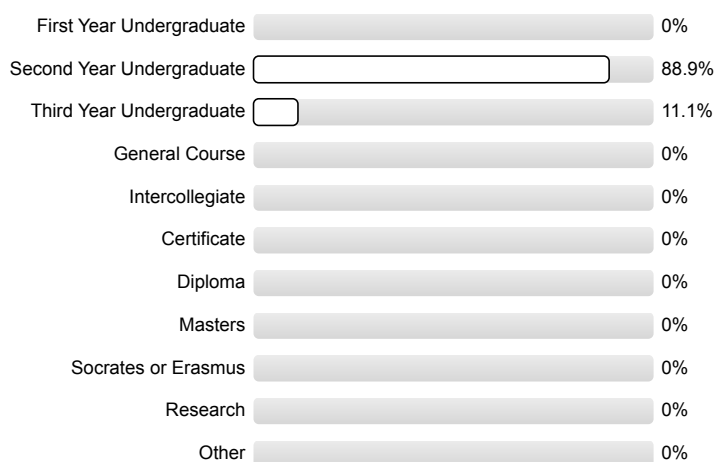 First Year Undergraduate 0%
Second Year Undergraduate 88.9%
Third Year Undergraduate 11.1%
General Course 0%
Intercollegiate 0%
Certificate 0%
Diploma 0%
Masters 0%
Socrates or Erasmus 0%
Research 0%
Other 0%